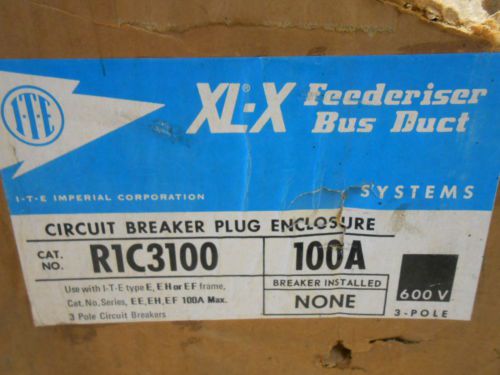 I-T-E
XL-X Feederiser
Bus Duct
I-T-E IMPERIAL CORPORATION
SYSTEMS
CIRCUIT BREAKER PLUG ENCLOSURE
CAT. NO. R1C3100
100A
Use with I-T-E type E, EH or EF frame,
Cat. No. Series, EE, EH, EF 100A Max.
3 Pole Circuit Breakers
BREAKER INSTALLED
NONE
600 V
3-POLE